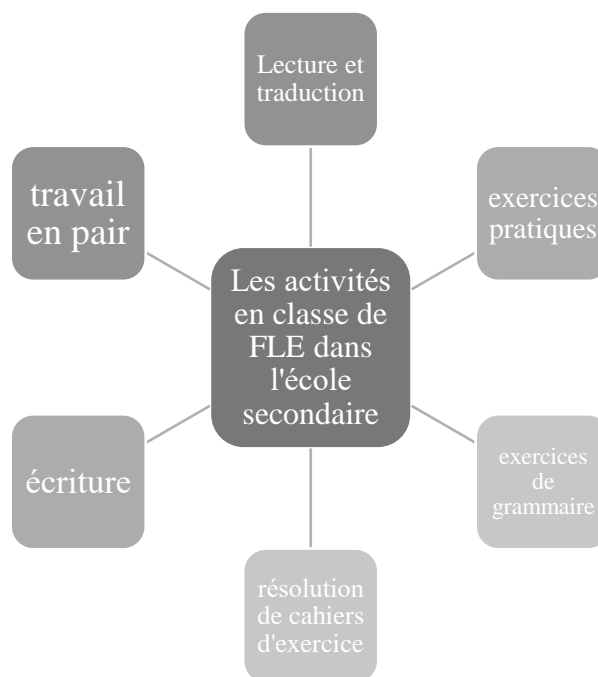 Lecture et
traduction
exercices
pratiques
exercices
de
grammaire
résolution
de cahiers
d'exercice
écriture
travail
en pair
Les activités
en classe de
FLE dans
l'école
secondaire